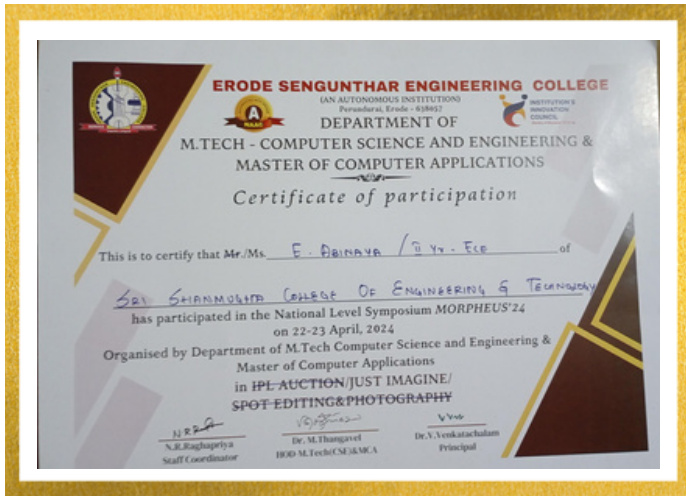 ERODE SENGUNTHAR ENGINEERING COLLEGE
(AN AUTONOMOUS INSTITUTION)
Perundurai, Erode - 638057
A
NAAC
INSTITUTION'S
INNOVATION
COUNCIL
DEPARTMENT OF
M.TECH - COMPUTER SCIENCE AND ENGINEERING &
MASTER OF COMPUTER APPLICATIONS
Certificate of participation
This is to certify that Mr./Ms. E. ABINAYA / II Yr - ECE of
SRI SHANMUGHA COLLEGE OF ENGINEERING & TECHNOLOGY
has participated in the National Level Symposium MORPHEUS'24
on 22-23 April, 2024
Organised by Department of M.Tech Computer Science and Engineering &
Master of Computer Applications
in IPL AUCTION/JUST IMAGINE/
SPOT EDITING&PHOTOGRAPHY
N.R.Raghapriya
Staff Coordinator
Dr. M.Thangavel
HOD-M.Tech(CSE)&MCA
Dr.V.Venkatachalam
Principal